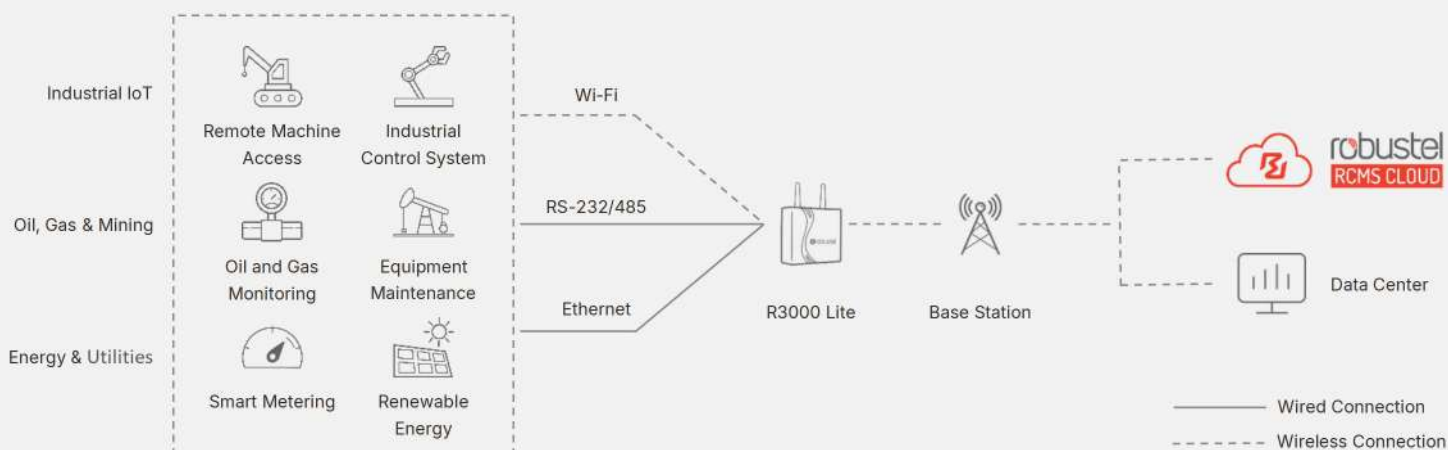 Industrial IoT
Remote Machine
Access
Industrial
Control System
Oil, Gas & Mining
Oil and Gas
Monitoring
Equipment
Maintenance
Energy & Utilities
Smart Metering
Renewable
Energy
Wi-Fi
RS-232/485
Ethernet
R3000 Lite
Base Station
robustel
RCMS CLOUD
Data Center
Wired Connection
Wireless Connection